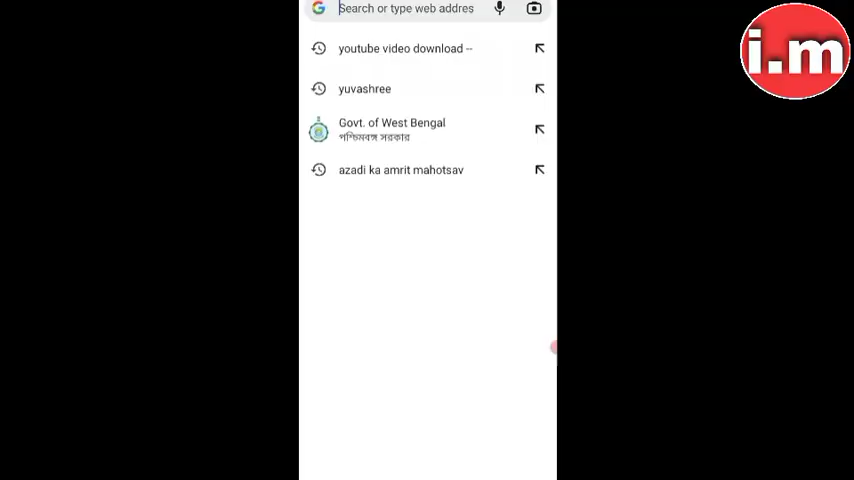 Search or type web addres
i.m
youtube video download --
yuvashree
Govt. of West Bengal
পশ্চিমবঙ্গ সরকার
azadi ka amrit mahotsav